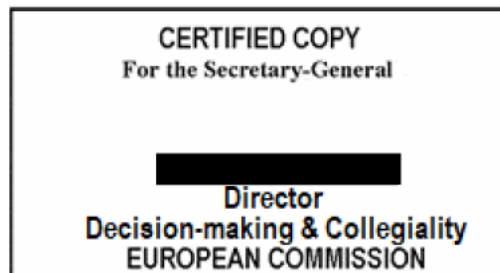 CERTIFIED COPY
For the Secretary-General
Director
Decision-making & Collegiality
EUROPEAN COMMISSION